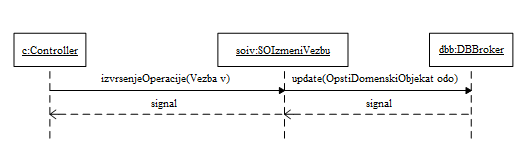 c:Controller
soiv:SOIzmeniVezbu
dbb:DBBroker
izvrsenjeOperacije(Vezba v)
update(OpstiDomenskiObjekat odo)
signal
signal